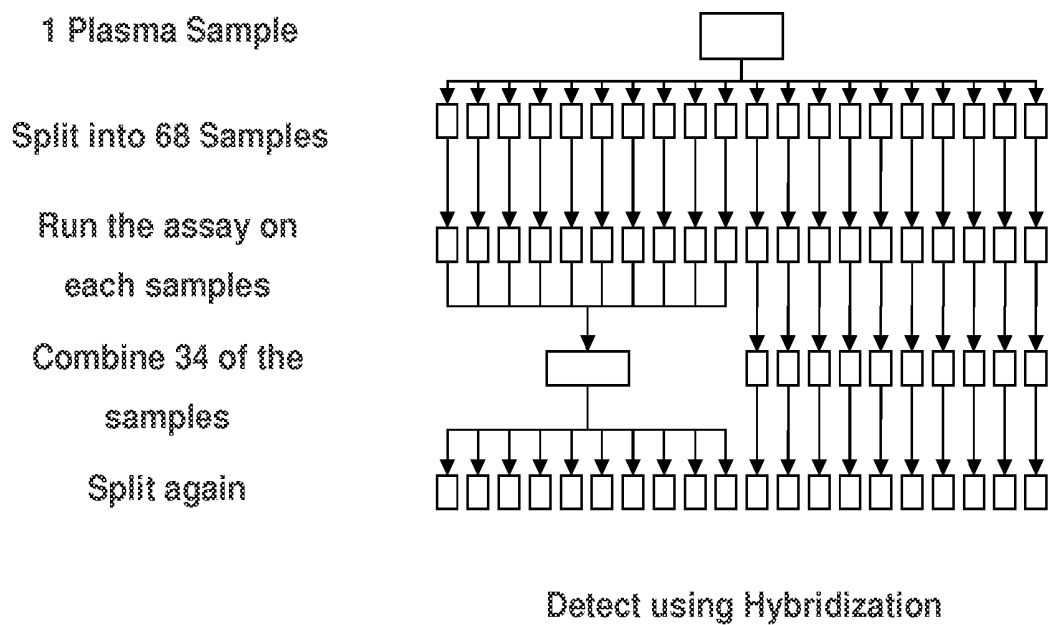 1 Plasma Sample
Split into 68 Samples
Run the assay on
each samples
Combine 34 of the
samples
Split again
Detect using Hybridization